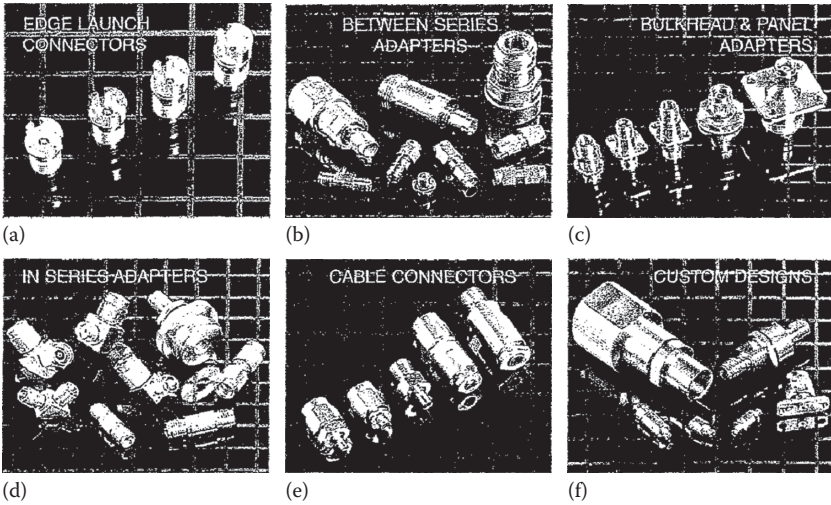 EDGE LAUNCH
CONNECTORS
BETWEEN SERIES
ADAPTERS
BULKHEAD & PANEL
ADAPTERS
(a)
(b)
(c)
IN SERIES ADAPTERS
CABLE CONNECTORS
CUSTOM DESIGNS
(d)
(e)
(f)